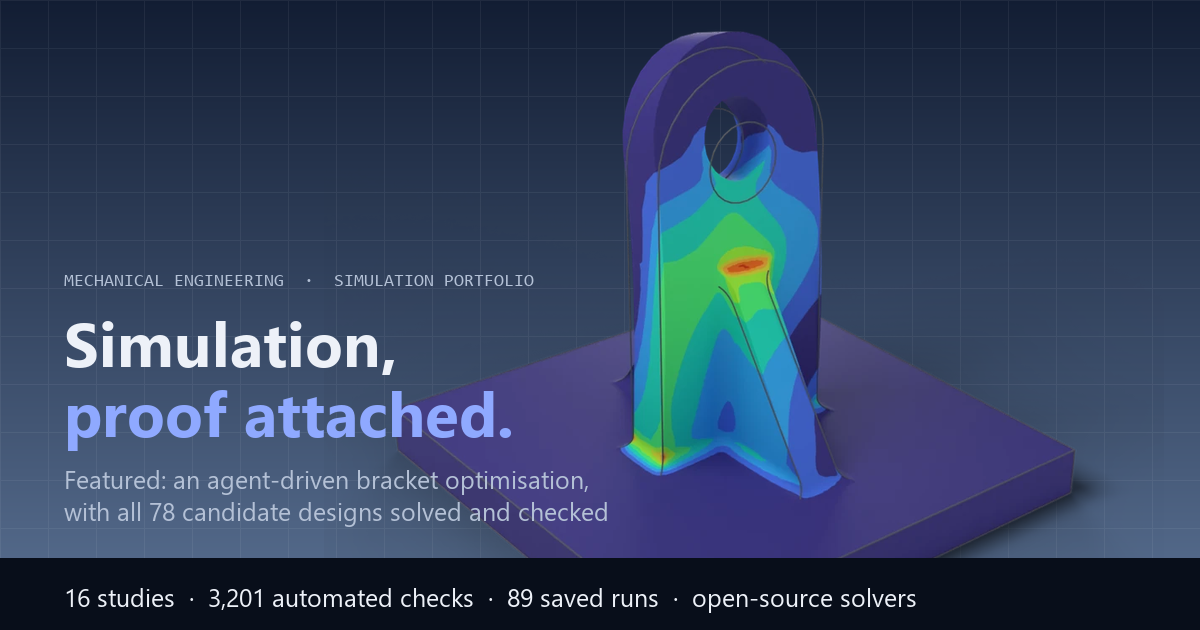 MECHANICAL ENGINEERING · SIMULATION PORTFOLIO
Simulation,
proof attached.
Featured: an agent-driven bracket optimisation,
with all 78 candidate designs solved and checked
16 studies · 3,201 automated checks · 89 saved runs · open-source solvers